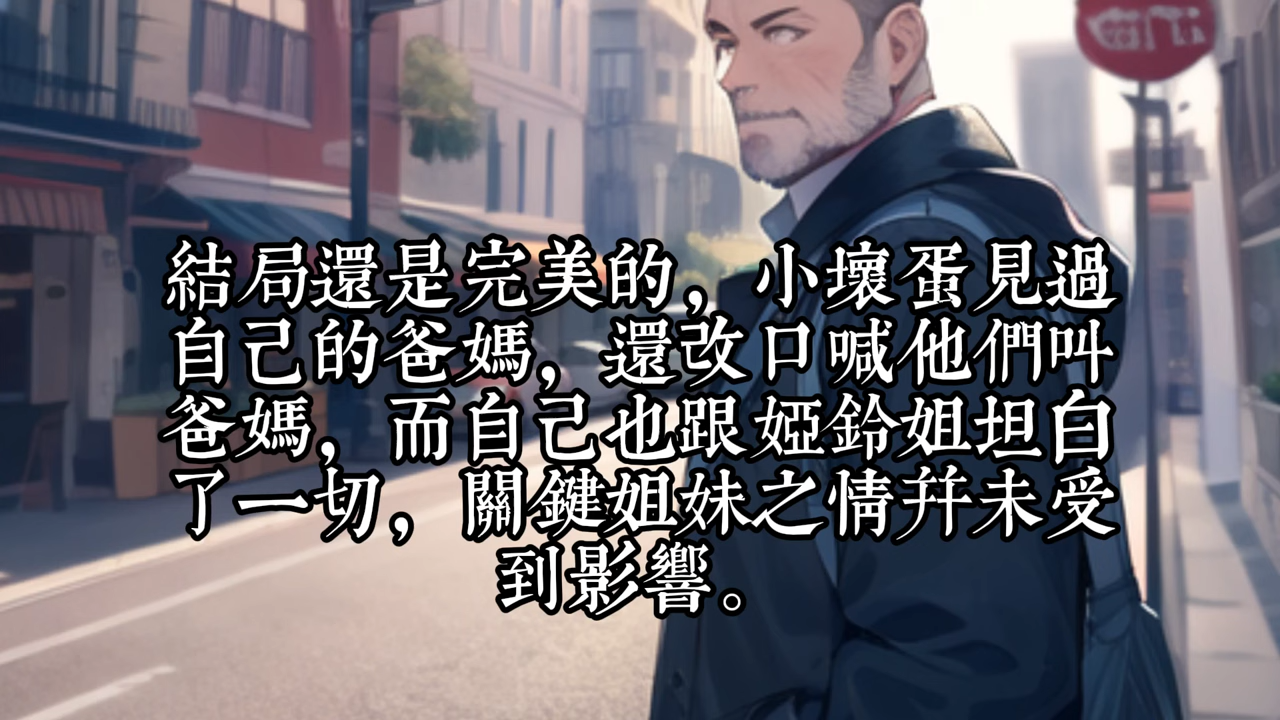 結局還是完美的，小壞蛋見過
自己的爸媽，還改口喊他們叫
爸媽，而自己也跟婭鈴姐坦白
了一切，關鍵姐妹之情幷未受
到影響。